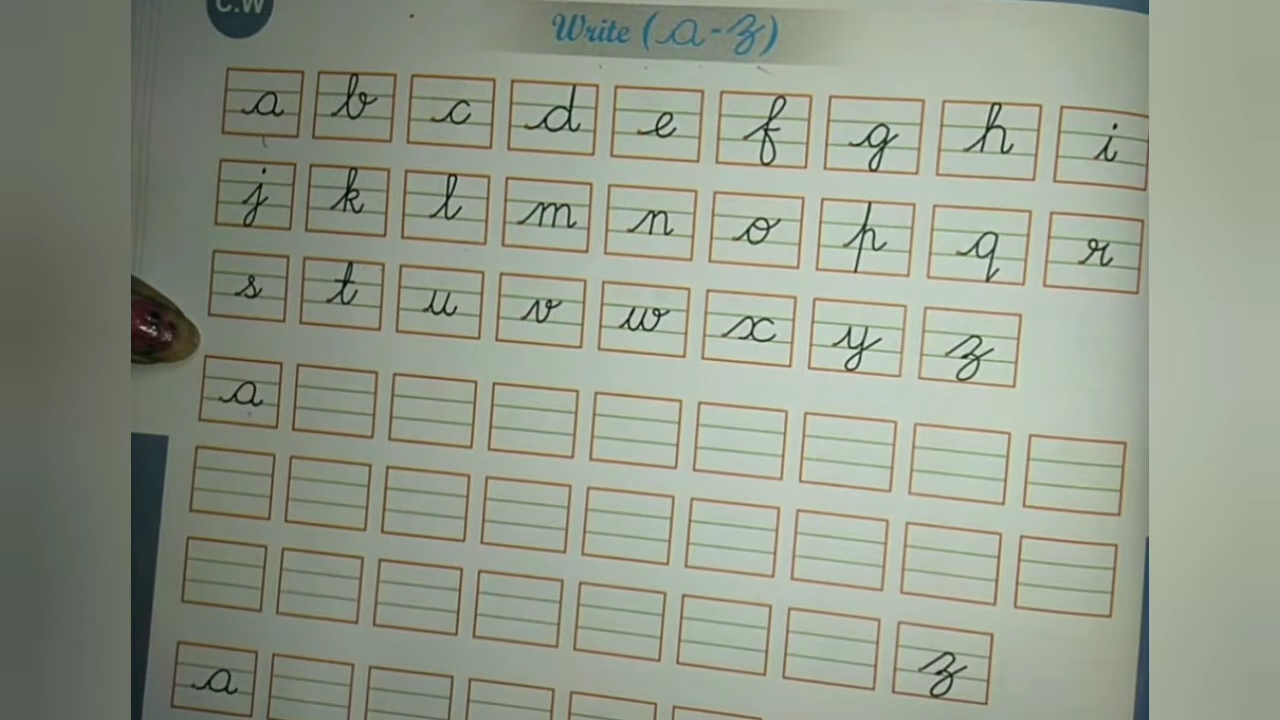 C.W
Write (a-z)
a b c d e f g h i
j k l m n o p q r
s t u v w x y z
a
z
a